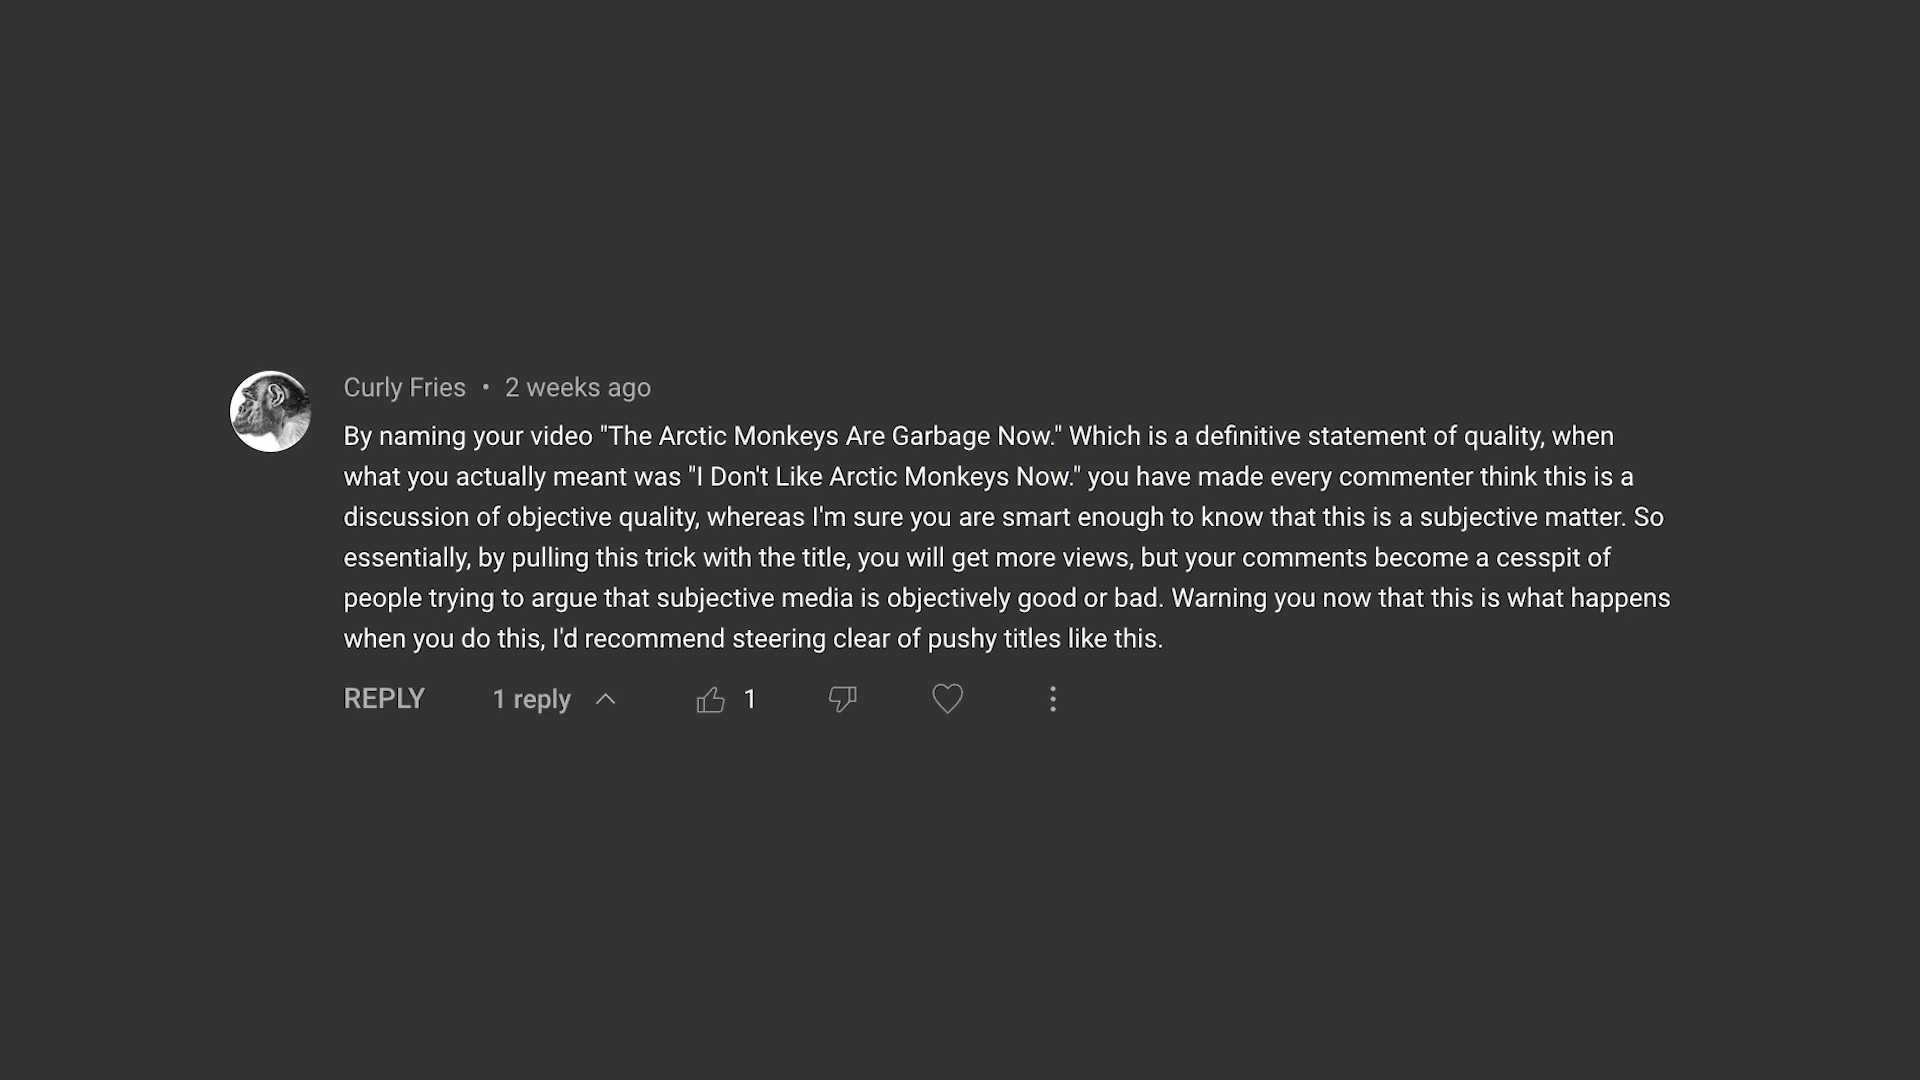 Curly Fries • 2 weeks ago
By naming your video "The Arctic Monkeys Are Garbage Now." Which is a definitive statement of quality, when
what you actually meant was "I Don't Like Arctic Monkeys Now." you have made every commenter think this is a
discussion of objective quality, whereas I'm sure you are smart enough to know that this is a subjective matter. So
essentially, by pulling this trick with the title, you will get more views, but your comments become a cesspit of
people trying to argue that subjective media is objectively good or bad. Warning you now that this is what happens
when you do this, I'd recommend steering clear of pushy titles like this.
REPLY 1 reply 1